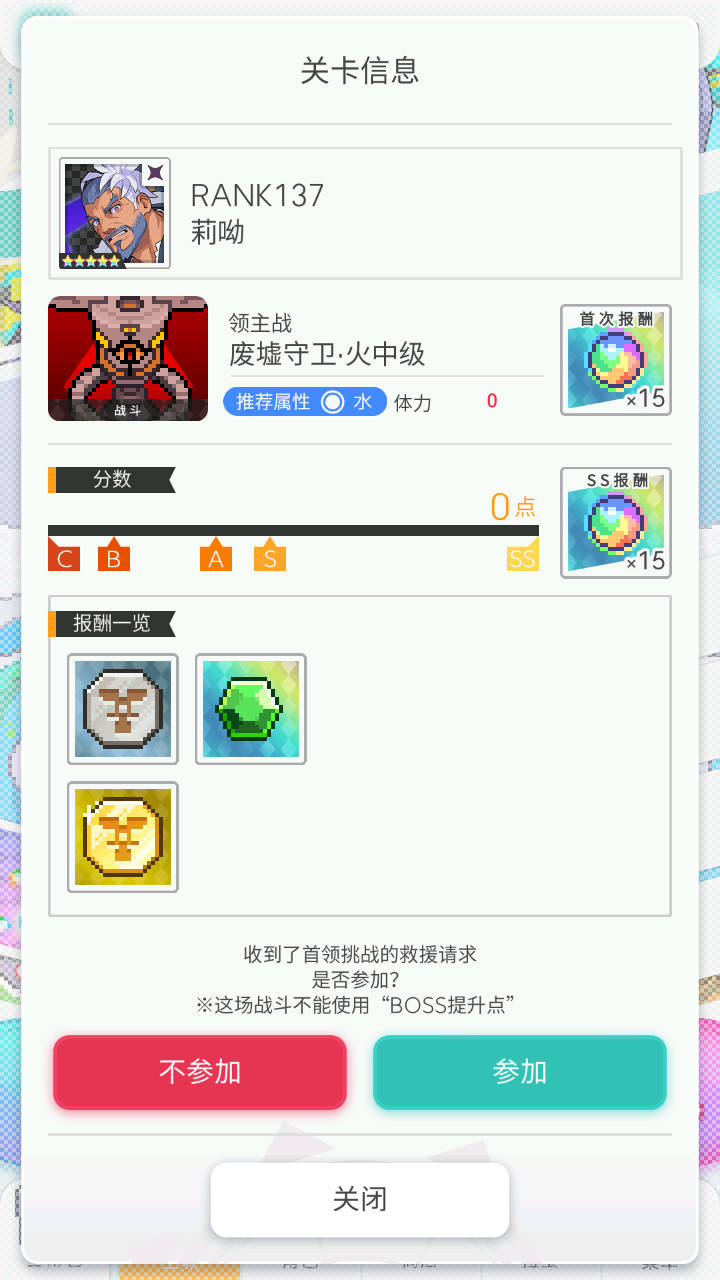 关卡信息
RANK137
莉呦
领主战
废墟守卫·火中级
战斗
推荐属性 水 体力 0
首次报酬
×15
分数
0点
C B A S SS
SS报酬
×15
报酬一览
收到了首领挑战的救援请求
是否参加?
※这场战斗不能使用“BOSS提升点”
不参加
参加
关闭